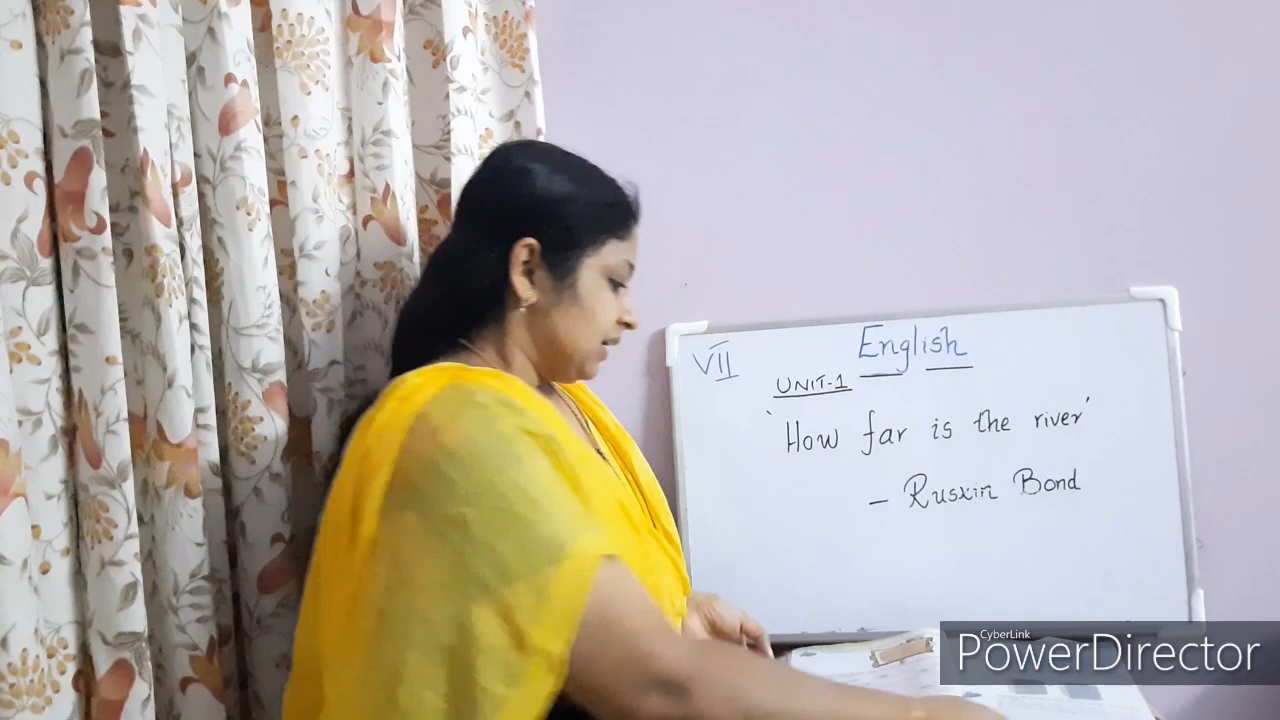 VII English
UNIT-1
'How far is the river'
- Ruskin Bond
CyberLink
PowerDirector